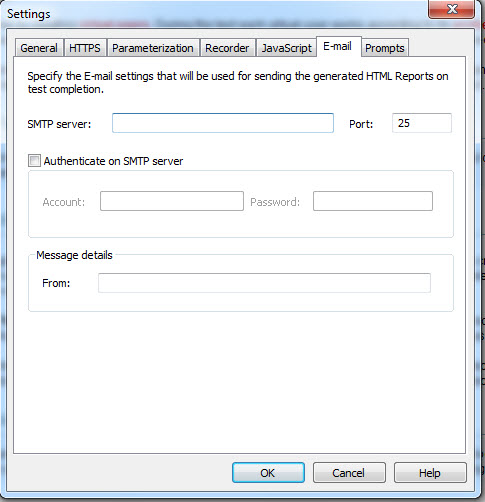 Settings
General HTTPS Parameterization Recorder JavaScript E-mail Prompts
Specify the E-mail settings that will be used for sending the generated HTML Reports on
test completion.
SMTP server: Port: 25
Authenticate on SMTP server
Account: Password:
Message details
From:
OK Cancel Help